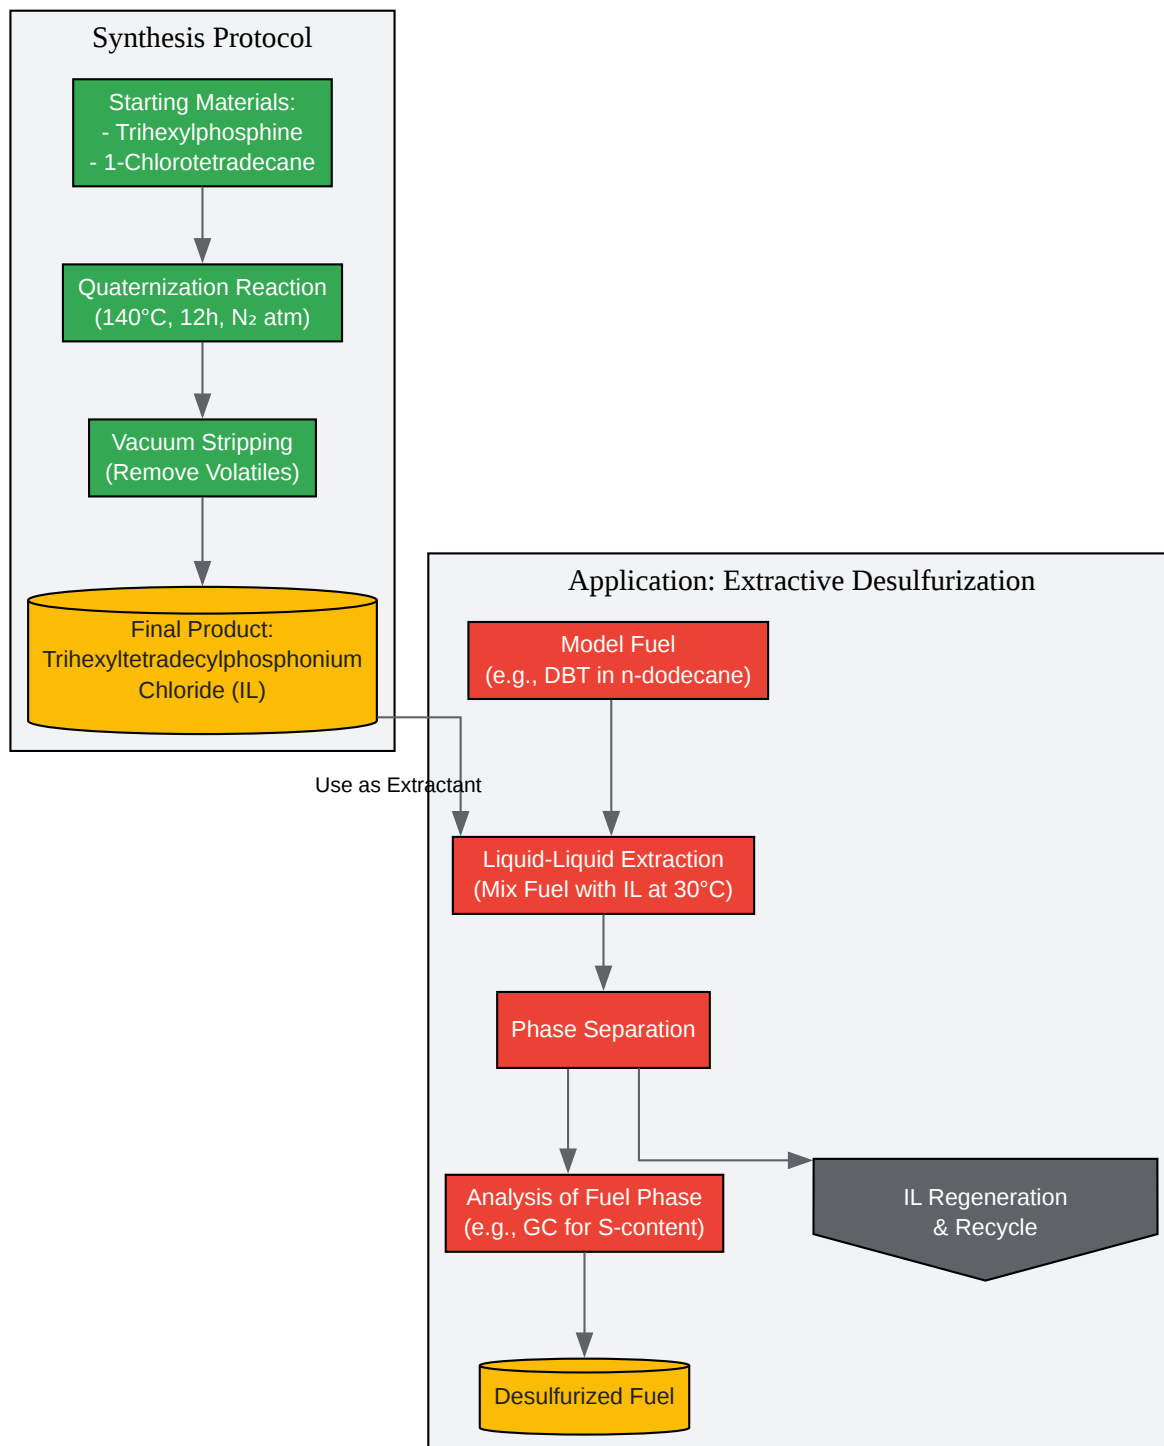 Synthesis Protocol
Starting Materials:
- Trihexylphosphine
- 1-Chlorotetradecane
Quaternization Reaction
(140°C, 12h, N₂ atm)
Vacuum Stripping
(Remove Volatiles)
Final Product:
Trihexyltetradecylphosphonium
Chloride (IL)
Use as Extractant
Application: Extractive Desulfurization
Model Fuel
(e.g., DBT in n-dodecane)
Liquid-Liquid Extraction
(Mix Fuel with IL at 30°C)
Phase Separation
Analysis of Fuel Phase
(e.g., GC for S-content)
IL Regeneration
& Recycle
Desulfurized Fuel